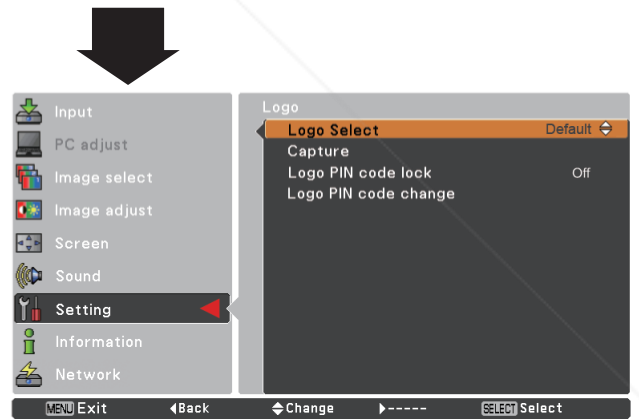 Input
PC adjust
Image select
Image adjust
Screen
Sound
Setting
Information
Network
Logo
Logo Select Default
Capture
Logo PIN code lock Off
Logo PIN code change
MENU Exit Back Change ----- SELECT Select